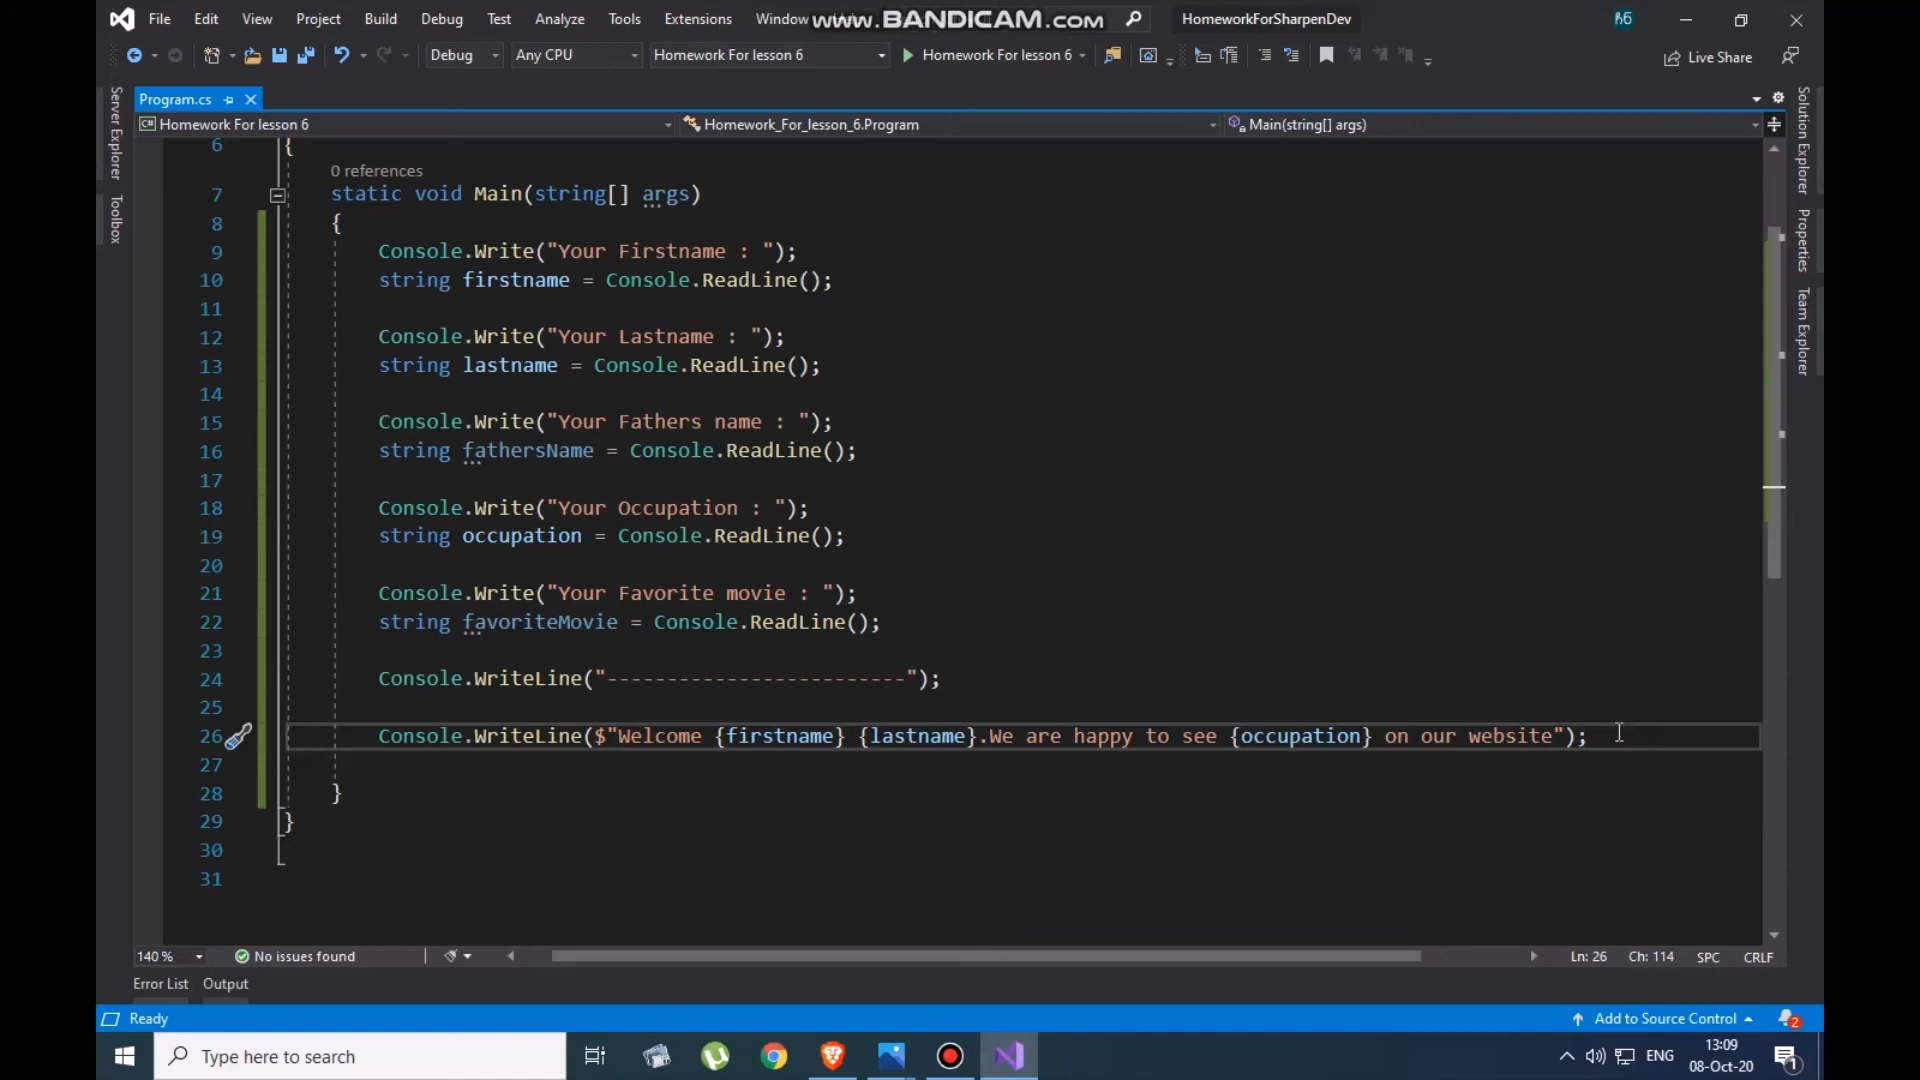 File Edit View Project Build Debug Test Analyze Tools Extensions Window www.BANDICAM.com HomeworkForSharpenDev
Debug Any CPU Homework For lesson 6 Homework For lesson 6 Live Share
Program.cs
Homework For lesson 6 Homework_For_lesson_6.Program Main(string[] args)
Server Explorer
Toolbox
Solution Explorer
Properties
Team Explorer
6 {
0 references
7 static void Main(string[] args)
8 {
9 Console.Write("Your Firstname : ");
10 string firstname = Console.ReadLine();
11
12 Console.Write("Your Lastname : ");
13 string lastname = Console.ReadLine();
14
15 Console.Write("Your Fathers name : ");
16 string fathersName = Console.ReadLine();
17
18 Console.Write("Your Occupation : ");
19 string occupation = Console.ReadLine();
20
21 Console.Write("Your Favorite movie : ");
22 string favoriteMovie = Console.ReadLine();
23
24 Console.WriteLine("-------------------------");
25
26 Console.WriteLine($"Welcome {firstname} {lastname}.We are happy to see {occupation} on our website");
27
28 }
29 }
30
31
140 % No issues found Ln: 26 Ch: 114 SPC CRLF
Error List Output
Ready Add to Source Control 2
Type here to search ENG 13:09
08-Oct-20 1